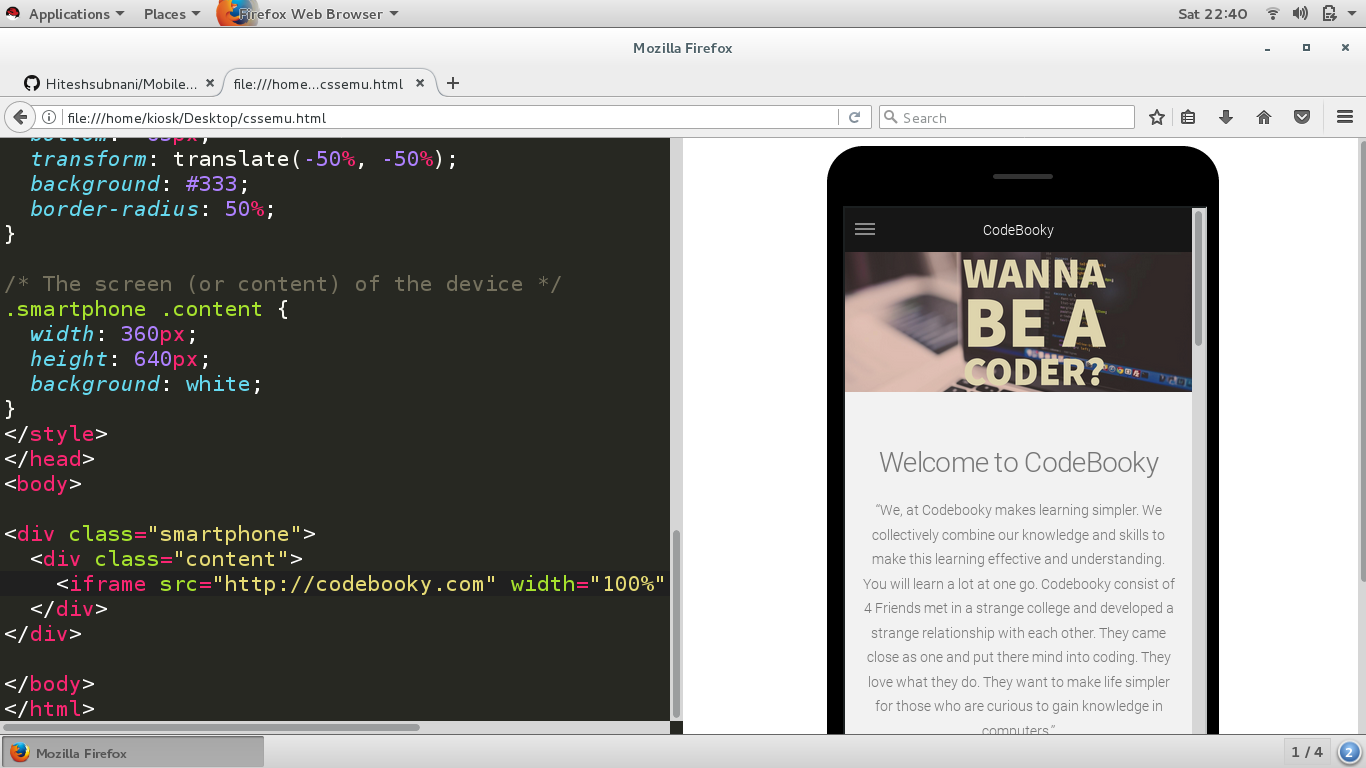 Applications Places Firefox Web Browser Sat 22:40
Mozilla Firefox
Hiteshsubnani/Mobile... file:///home...cssemu.html
file:///home/kiosk/Desktop/cssemu.html Search
transform: translate(-50%, -50%);
background: #333;
border-radius: 50%;
}
/* The screen (or content) of the device */
.smartphone .content {
width: 360px;
height: 640px;
background: white;
}
</style>
</head>
<body>
<div class="smartphone">
<div class="content">
<iframe src="http://codebooky.com" width="100%"
</div>
</div>
</body>
</html>
CodeBooky
WANNA
BE A
CODER?
Welcome to CodeBooky
“We, at Codebooky makes learning simpler. We
collectively combine our knowledge and skills to
make this learning effective and understanding.
You will learn a lot at one go. Codebooky consist of
4 Friends met in a strange college and developed a
strange relationship with each other. They came
close as one and put there mind into coding. They
love what they do. They want to make life simpler
for those who are curious to gain knowledge in
computers.”
Mozilla Firefox 1 / 4 2